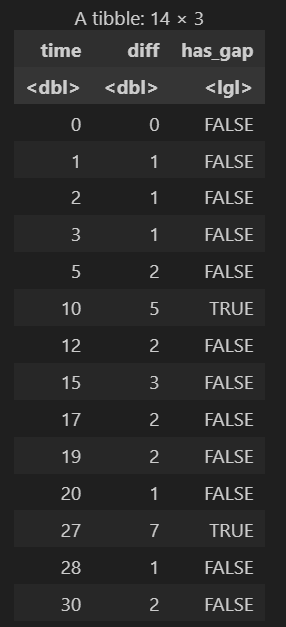 A tibble: 14 × 3
time diff has_gap
<dbl> <dbl> <lgl>
0 0 FALSE
1 1 FALSE
2 1 FALSE
3 1 FALSE
5 2 FALSE
10 5 TRUE
12 2 FALSE
15 3 FALSE
17 2 FALSE
19 2 FALSE
20 1 FALSE
27 7 TRUE
28 1 FALSE
30 2 FALSE